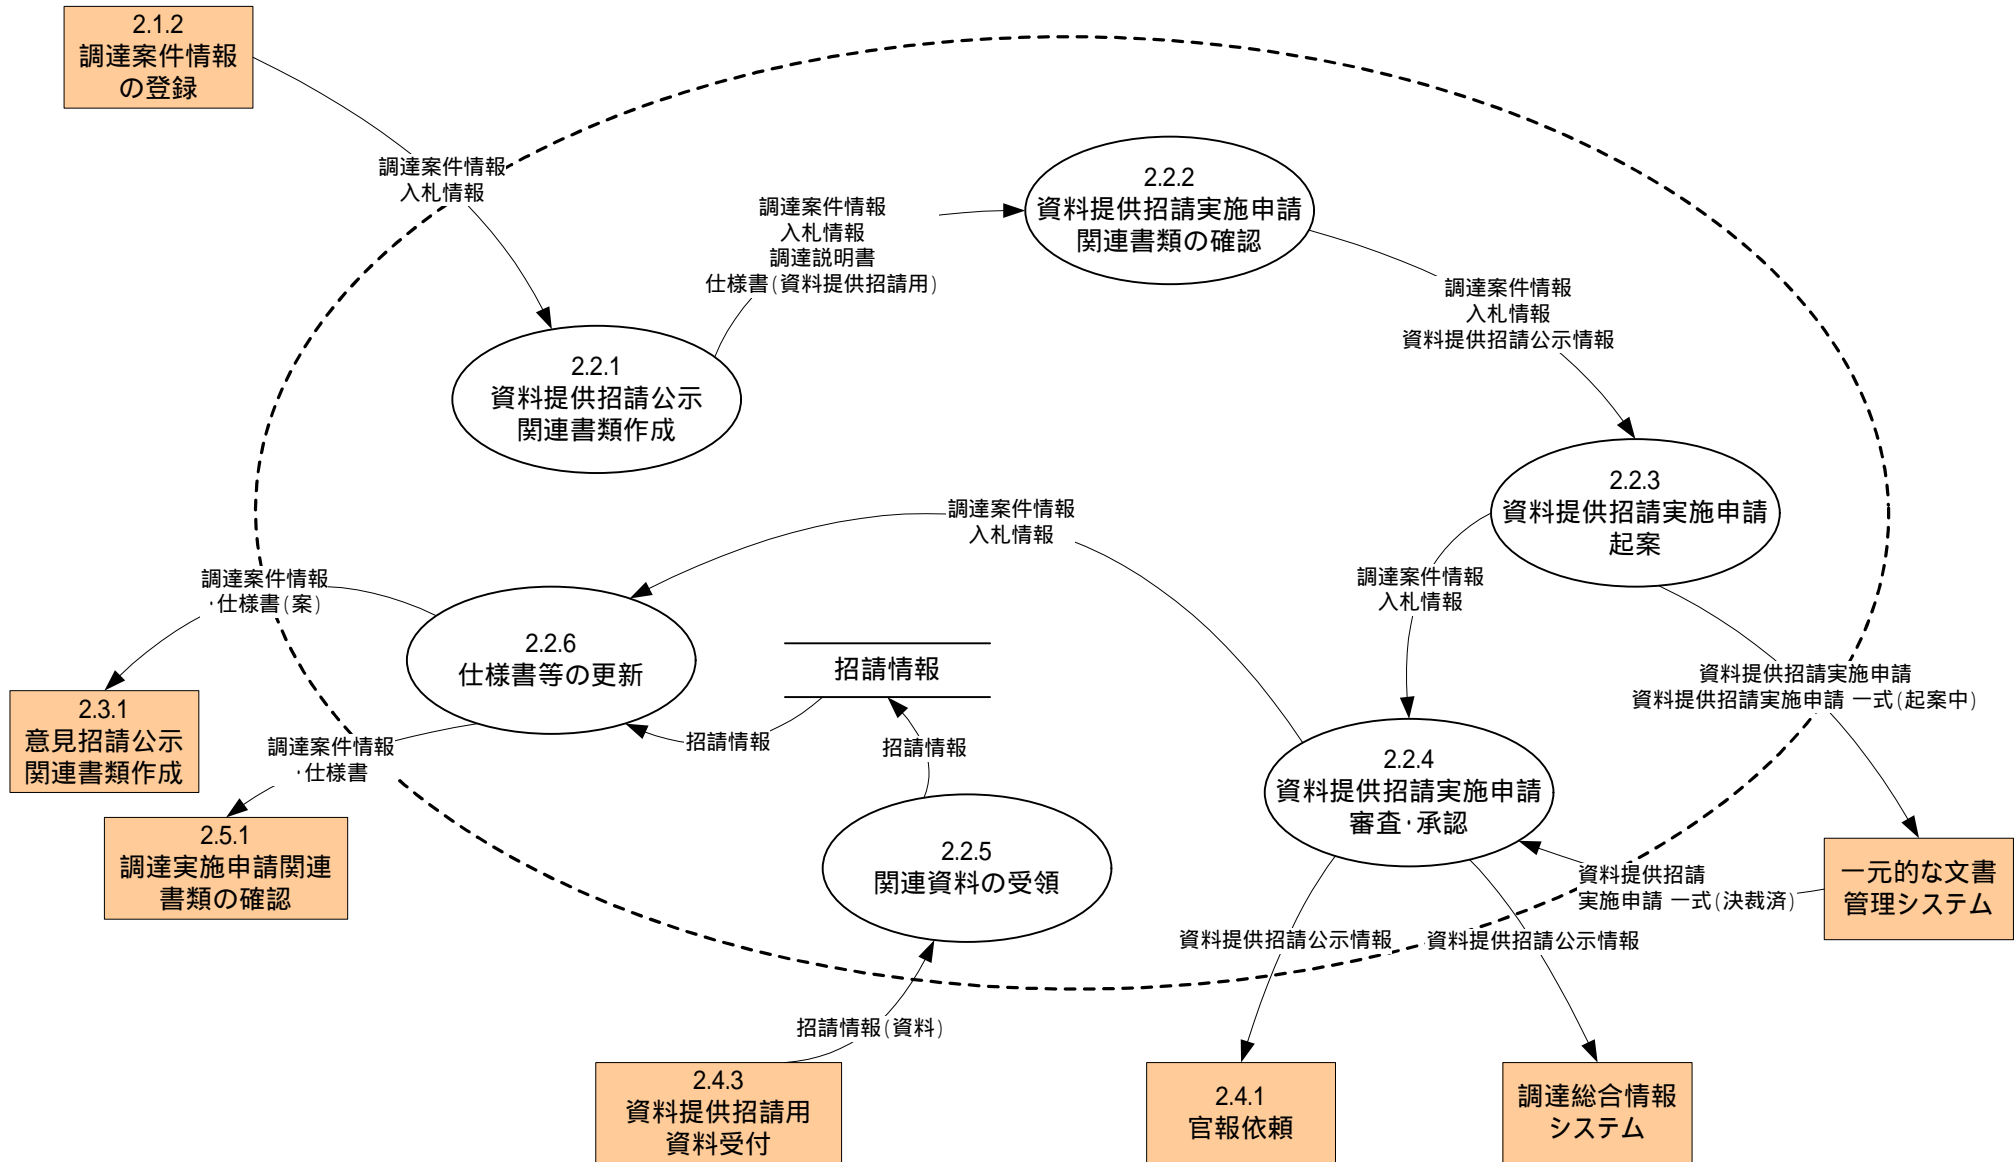 2.1.2
調達案件情報
の登録
調達案件情報
入札情報
調達案件情報
入札情報
調達説明書
仕様書(資料提供招請用)
2.2.2
資料提供招請実施申請
関連書類の確認
調達案件情報
入札情報
資料提供招請公示情報
2.2.1
資料提供招請公示
関連書類作成
2.2.3
資料提供招請実施申請
起案
調達案件情報
入札情報
調達案件情報
入札情報
調達案件情報
・仕様書(案)
2.2.6
仕様書等の更新
招請情報
招請情報
招請情報
資料提供招請実施申請
資料提供招請実施申請 一式(起案中)
2.3.1
意見招請公示
関連書類作成
調達案件情報
・仕様書
2.2.4
資料提供招請実施申請
審査・承認
2.5.1
調達実施申請関連
書類の確認
2.2.5
関連資料の受領
資料提供招請
実施申請 一式(決裁済)
一元的な文書
管理システム
資料提供招請公示情報
資料提供招請公示情報
招請情報(資料)
2.4.3
資料提供招請用
資料受付
2.4.1
官報依頼
調達総合情報
システム